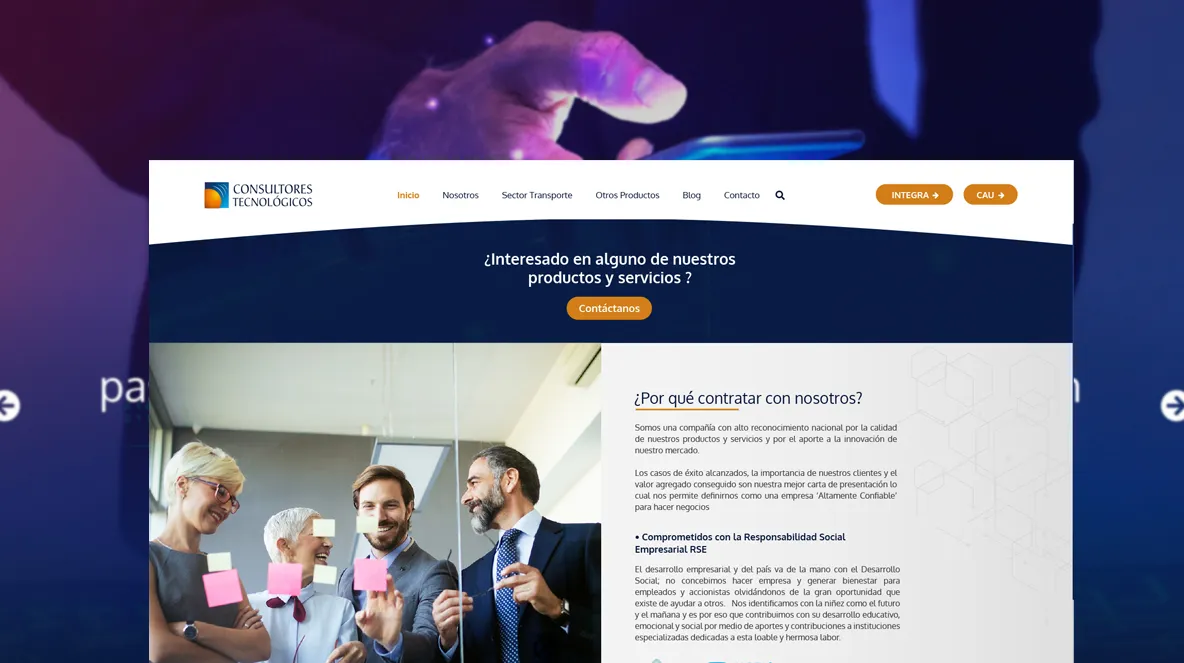 CONSULTORES
TECNOLÓGICOS
Inicio Nosotros Sector Transporte Otros Productos Blog Contacto
INTEGRA → CAU →
¿Interesado en alguno de nuestros
productos y servicios ?
Contáctanos
pa
¿Por qué contratar con nosotros?
Somos una compañía con alto reconocimiento nacional por la calidad
de nuestros productos y servicios y por el aporte a la innovación de
nuestro mercado.
Los casos de éxito alcanzados, la importancia de nuestros clientes y el
valor agregado conseguido son nuestra mejor carta de presentación lo
cual nos permite definirnos como una empresa 'Altamente Confiable'
para hacer negocios
• Comprometidos con la Responsabilidad Social
Empresarial RSE
El desarrollo empresarial y del país va de la mano con el Desarrollo
Social; no concebimos hacer empresa y generar bienestar para
empleados y accionistas olvidándonos de la gran oportunidad que
existe de ayudar a otros. Nos identificamos con la niñez como el futuro
y el mañana y es por eso que contribuimos con su desarrollo educativo,
emocional y social por medio de aportes y contribuciones a instituciones
especializadas dedicadas a esta loable y hermosa labor.